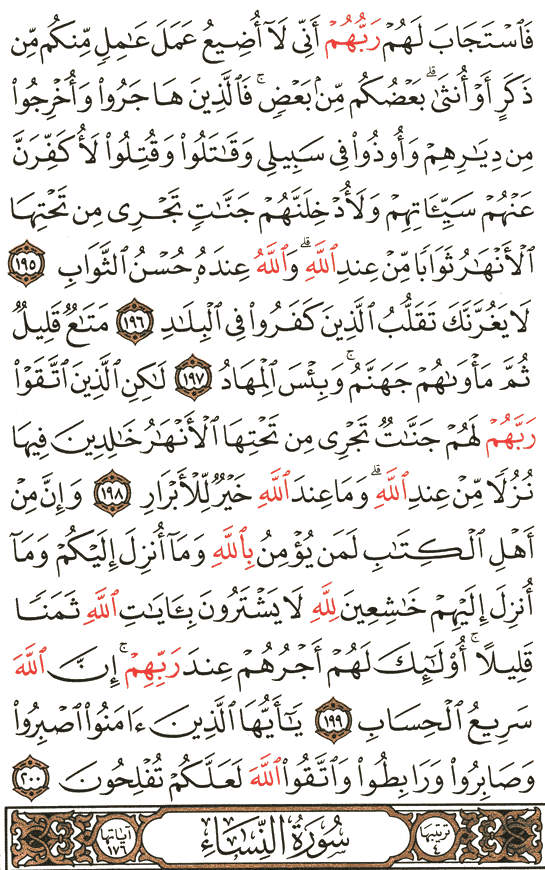 فَٱسْتَجَابَ لَهُمْ رَبُّهُمْ أَنِّى لَآ أُضِيعُ عَمَلَ عَٰمِلٍ مِّنكُم مِّن
ذَكَرٍ أَوْ أُنثَىٰ ۖ بَعْضُكُم مِّنۢ بَعْضٍ ۖ فَٱلَّذِينَ هَاجَرُوا۟ وَأُخْرِجُوا۟
مِن دِيَٰرِهِمْ وَأُوذُوا۟ فِى سَبِيلِى وَقَٰتَلُوا۟ وَقُتِلُوا۟ لَأُكَفِّرَنَّ
عَنْهُمْ سَيِّـَٔاتِهِمْ وَلَأُدْخِلَنَّهُمْ جَنَّٰتٍ تَجْرِى مِن تَحْتِهَا
ٱلْأَنْهَٰرُ ثَوَابًا مِّنْ عِندِ ٱللَّهِ ۗ وَٱللَّهُ عِندَهُۥ حُسْنُ ٱلثَّوَابِ ١٩٥
لَا يَغُرَّنَّكَ تَقَلُّبُ ٱلَّذِينَ كَفَرُوا۟ فِى ٱلْبِلَٰدِ ١٩٦ مَتَٰعٌ قَلِيلٌ
ثُمَّ مَأْوَىٰهُمْ جَهَنَّمُ ۚ وَبِئْسَ ٱلْمِهَادُ ١٩٧ لَٰكِنِ ٱلَّذِينَ ٱتَّقَوْا۟
رَبَّهُمْ لَهُمْ جَنَّٰتٌ تَجْرِى مِن تَحْتِهَا ٱلْأَنْهَٰرُ خَٰلِدِينَ فِيهَا
نُزُلًا مِّنْ عِندِ ٱللَّهِ ۗ وَمَا عِندَ ٱللَّهِ خَيْرٌ لِّلْأَبْرَارِ ١٩٨ وَإِنَّ مِنْ
أَهْلِ ٱلْكِتَٰبِ لَمَن يُؤْمِنُ بِٱللَّهِ وَمَآ أُنزِلَ إِلَيْكُمْ وَمَآ
أُنزِلَ إِلَيْهِمْ خَٰشِعِينَ لِلَّهِ لَا يَشْتَرُونَ بِـَٔايَٰتِ ٱللَّهِ ثَمَنًا
قَلِيلًا ۗ أُو۟لَٰٓئِكَ لَهُمْ أَجْرُهُمْ عِندَ رَبِّهِمْ ۗ إِنَّ ٱللَّهَ
سَرِيعُ ٱلْحِسَابِ ١٩٩ يَٰٓأَيُّهَا ٱلَّذِينَ ءَامَنُوا۟ ٱصْبِرُوا۟
وَصَابِرُوا۟ وَرَابِطُوا۟ وَٱتَّقُوا۟ ٱللَّهَ لَعَلَّكُمْ تُفْلِحُونَ ٢٠٠
ترتيبها ٤ سُورَةُ ٱلنِّسَاءِ آياتها ١٧٦